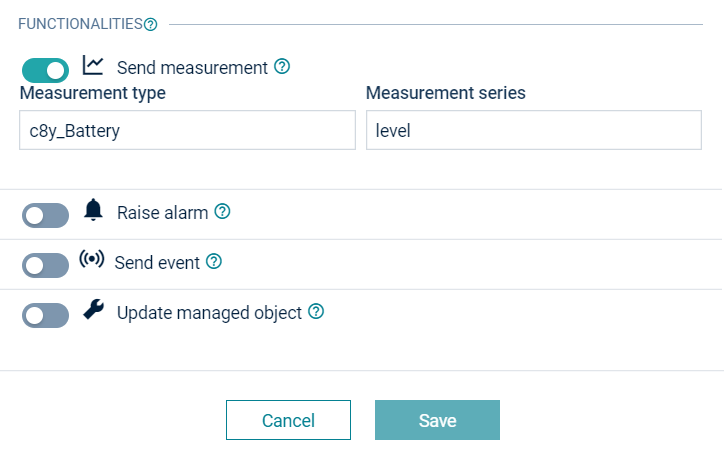 FUNCTIONALITIES
Send measurement
Measurement type Measurement series
c8y_Battery level
Raise alarm
Send event
Update managed object
Cancel Save